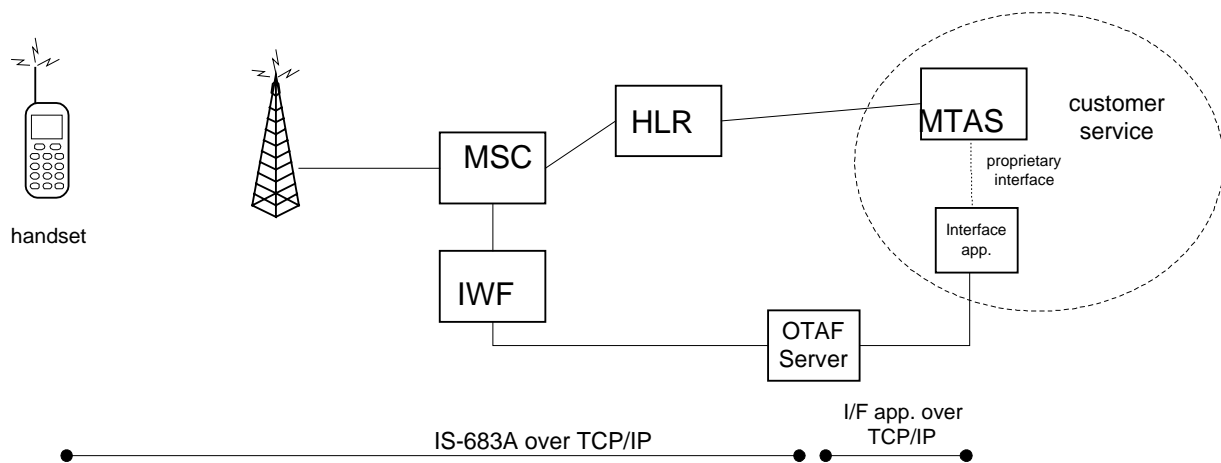 handset
MSC
HLR
MTAS
customer
service
proprietary
interface
Interface
app.
IWF
OTAF
Server
IS-683A over TCP/IP
I/F app. over
TCP/IP